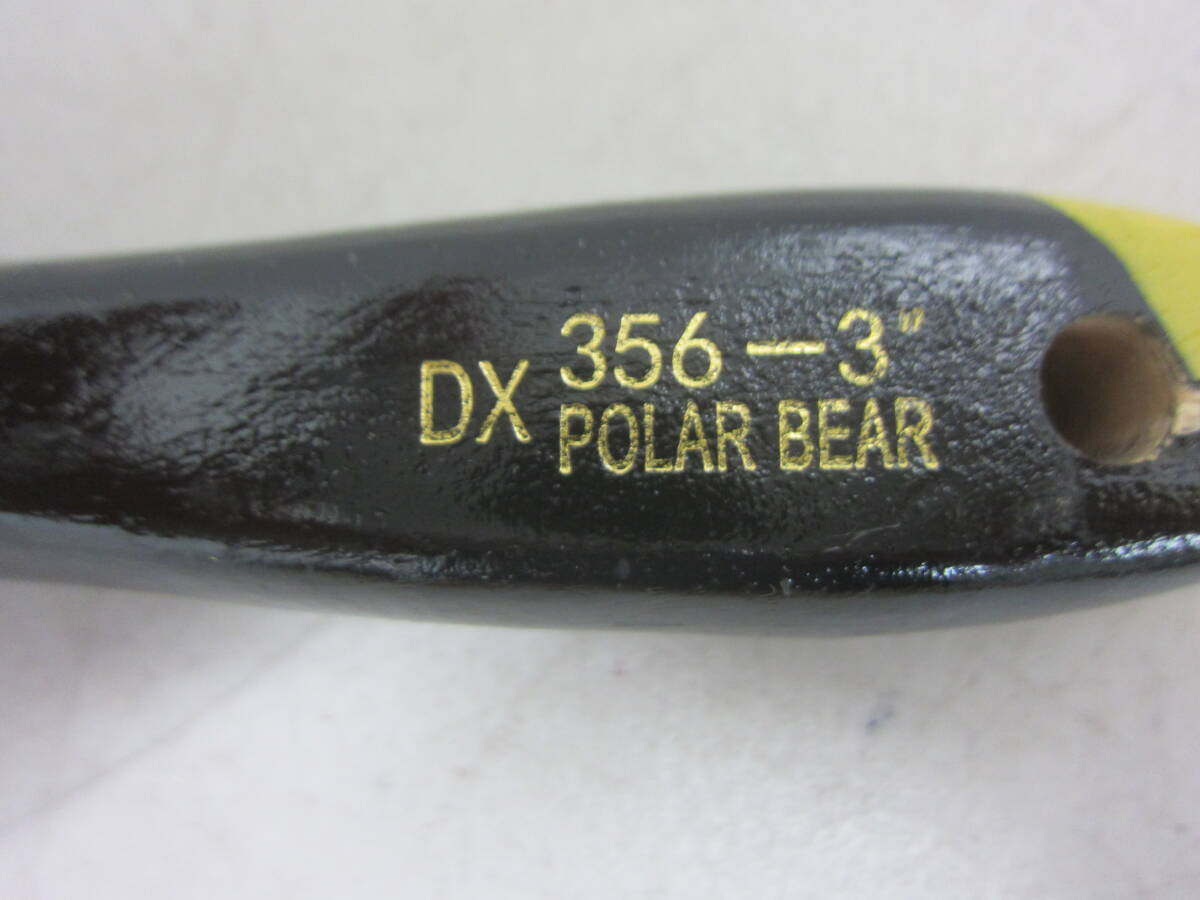 DX 356—3"
POLAR BEAR